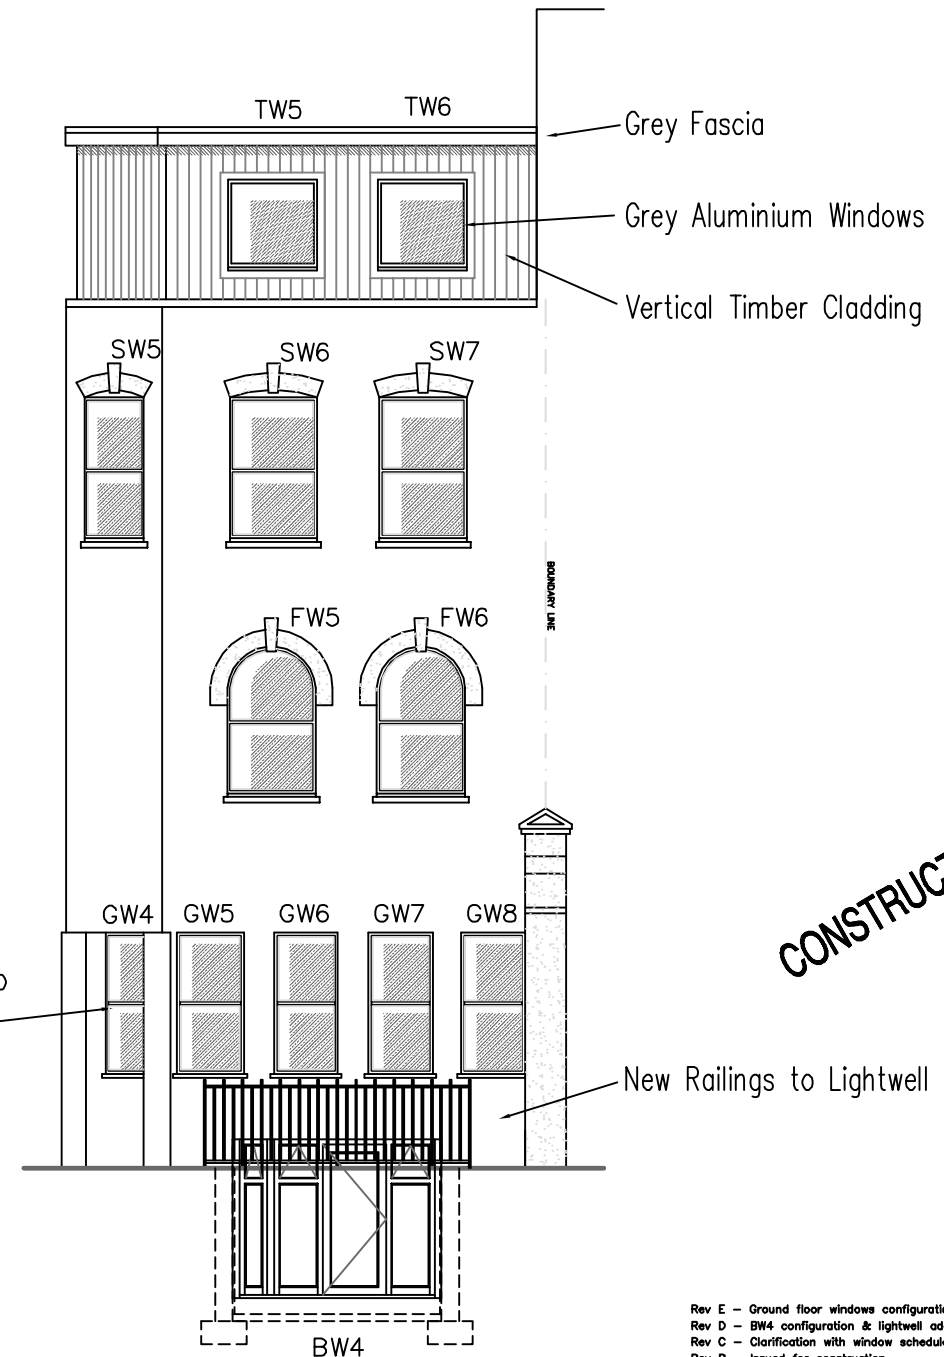 TW5 TW6
Grey Fascia
Grey Aluminium Windows
Vertical Timber Cladding
SW5 SW6 SW7
BOUNDARY LINE
FW5 FW6
GW4 GW5 GW6 GW7 GW8
CONSTRUCT
New Railings to Lightwell
BW4
Rev E – Ground floor windows configuratio
Rev D – BW4 configuration & lightwell ad
Rev C – Clarification with window schedul